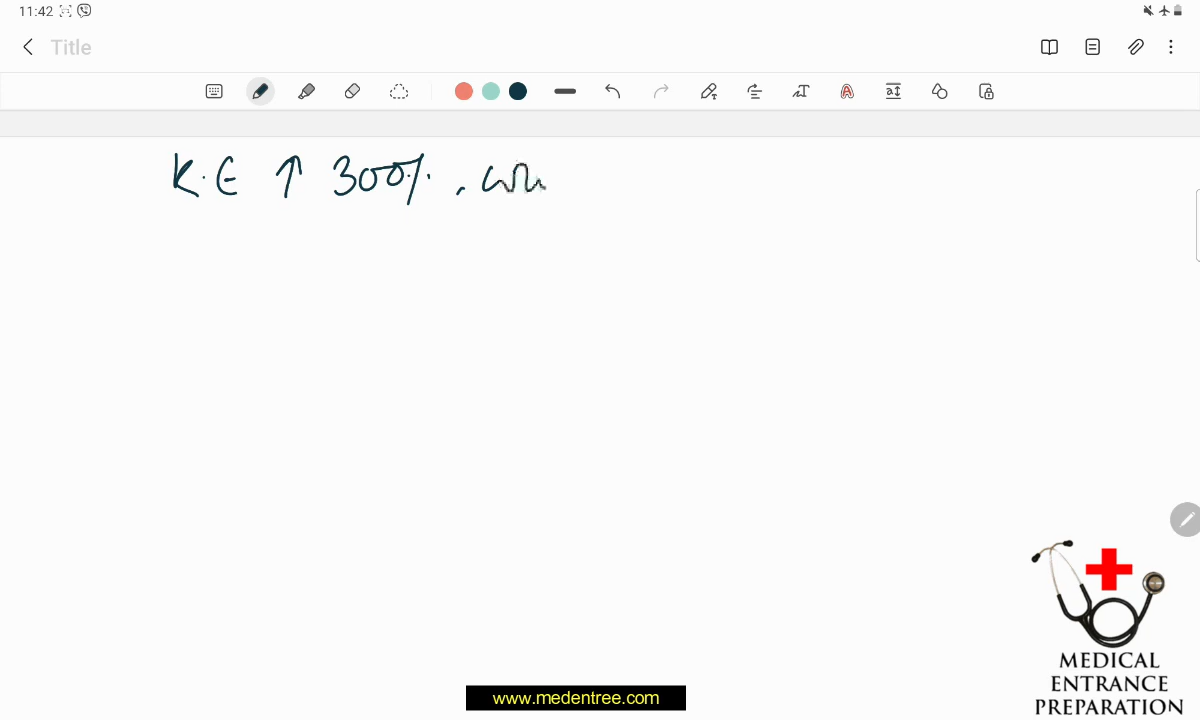 11:42
Title
K.E ↑ 300%.,
www.medentree.com
MEDICAL
ENTRANCE
PREPARATION